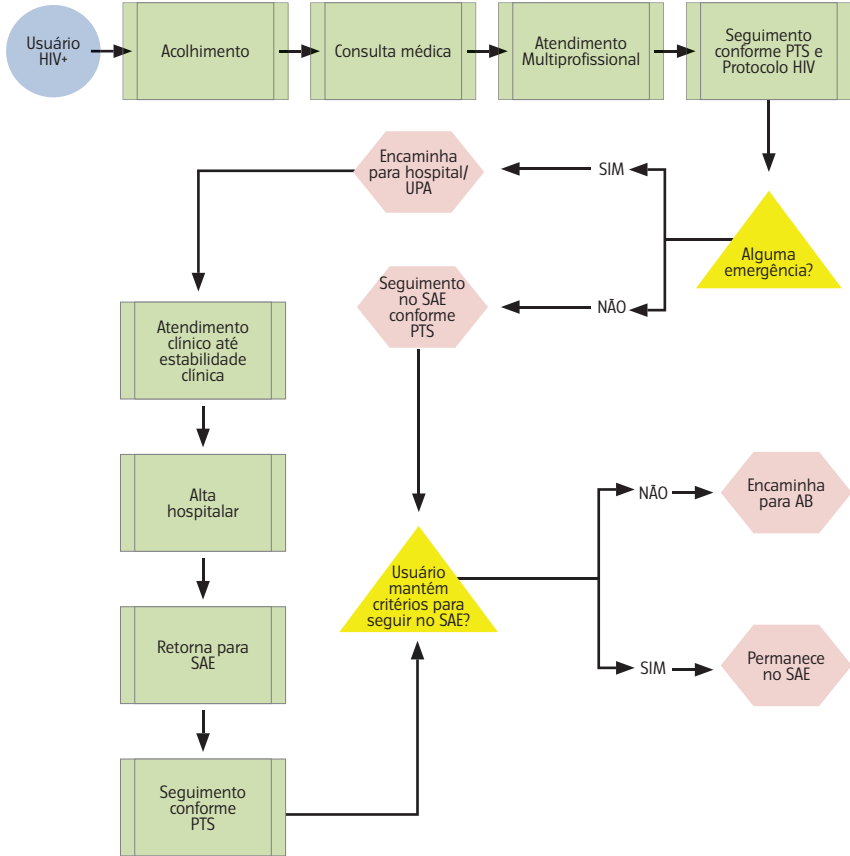 Usuário
HIV+
Acolhimento
Consulta médica
Atendimento
Multiprofissional
Seguimento
conforme PTS e
Protocolo HIV
Alguma
emergência?
SIM
Encaminha
para hospital/
UPA
NÃO
Seguimento
no SAE
conforme
PTS
Atendimento
clínico até
estabilidade
clínica
Alta
hospitalar
Retorna para
SAE
Seguimento
conforme
PTS
Usuário
mantém
critérios para
seguir no SAE?
NÃO
Encaminha
para AB
SIM
Permanece
no SAE